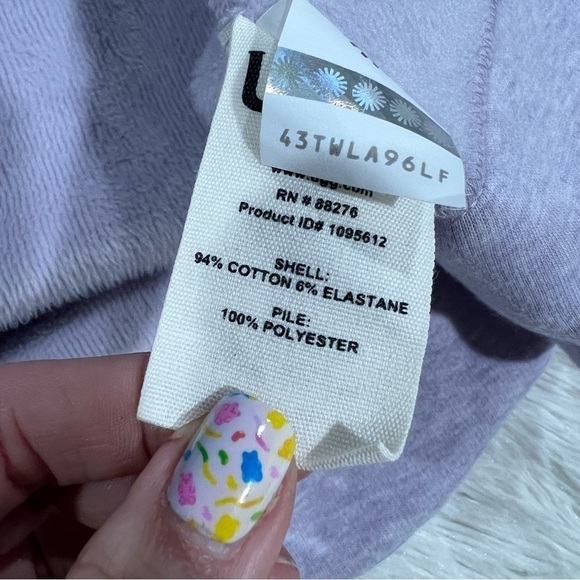 U
43TWLA96LF
www.ugg.com
RN # 88276
Product ID# 1095612
SHELL:
94% COTTON 6% ELASTANE
PILE:
100% POLYESTER